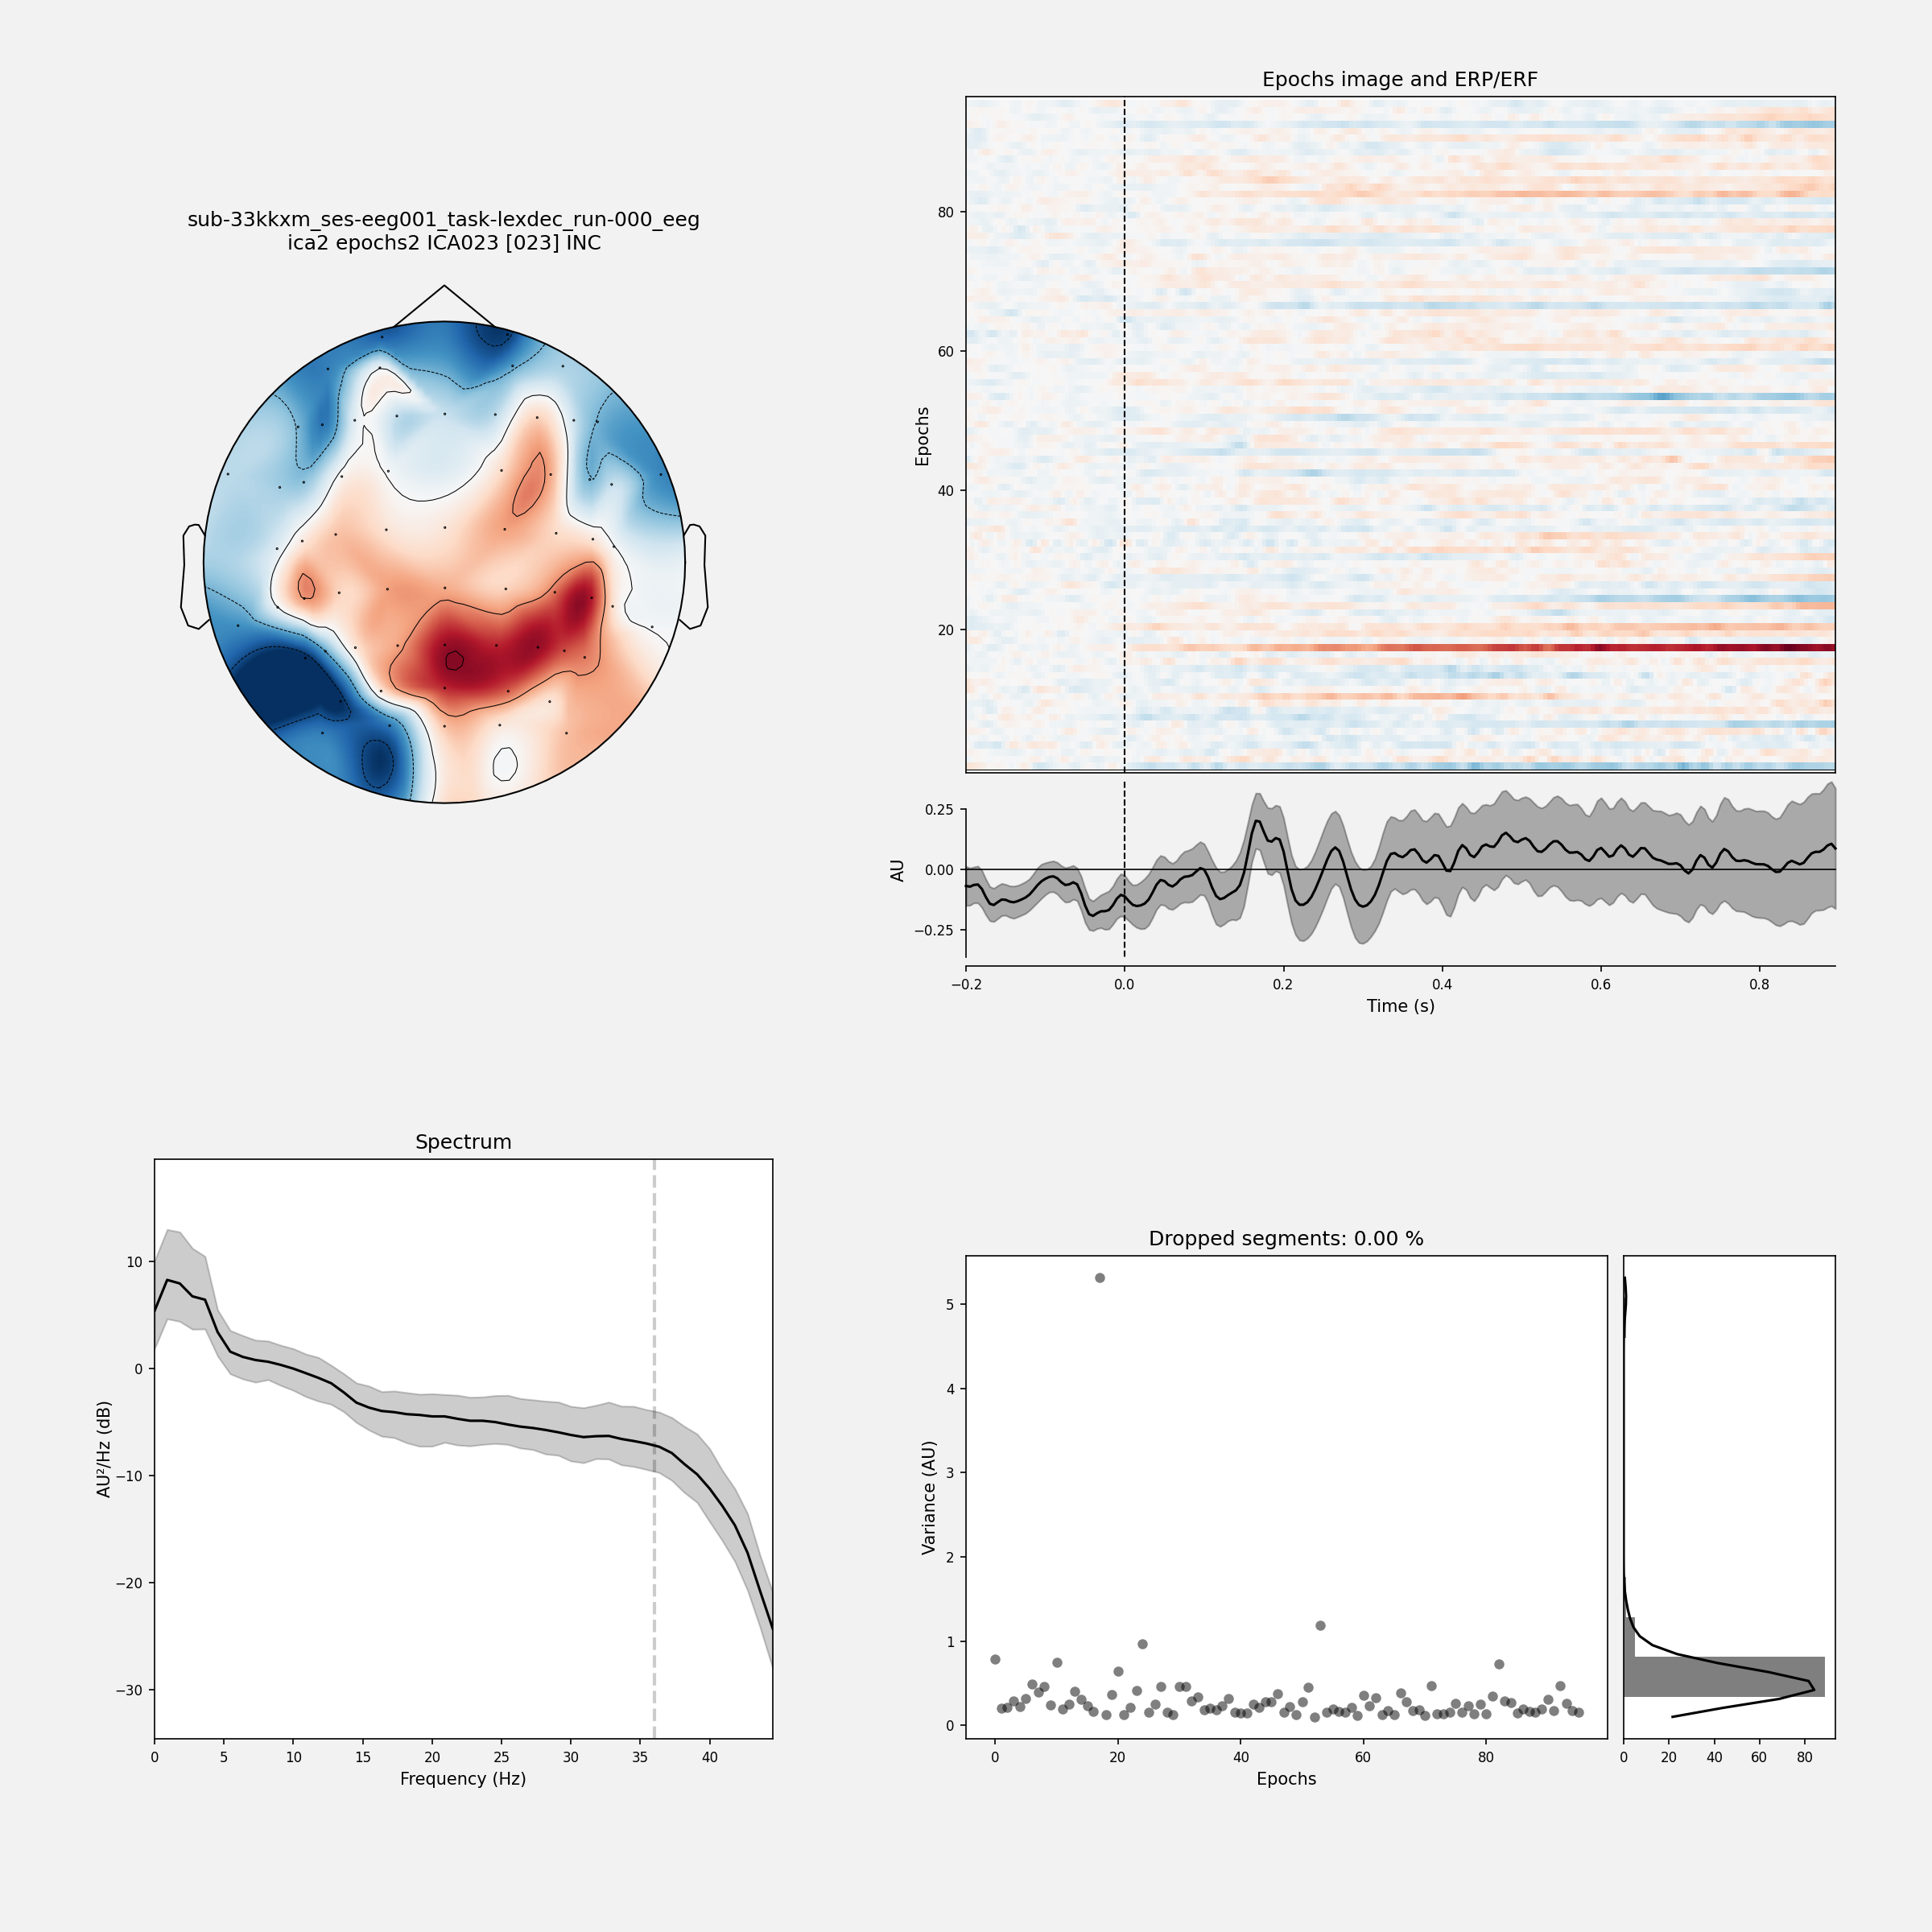 sub-33kkxm_ses-eeg001_task-lexdec_run-000_eeg
ica2 epochs2 ICA023 [023] INC
Epochs image and ERP/ERF
Epochs
80
60
40
20
AU
0.25
0.00
−0.25
−0.2 0.0 0.2 0.4 0.6 0.8
Time (s)
Spectrum
AU²/Hz (dB)
10
0
−10
−20
−30
0 5 10 15 20 25 30 35 40
Frequency (Hz)
Dropped segments: 0.00 %
Variance (AU)
5
4
3
2
1
0
0 20 40 60 80
Epochs
0 20 40 60 80